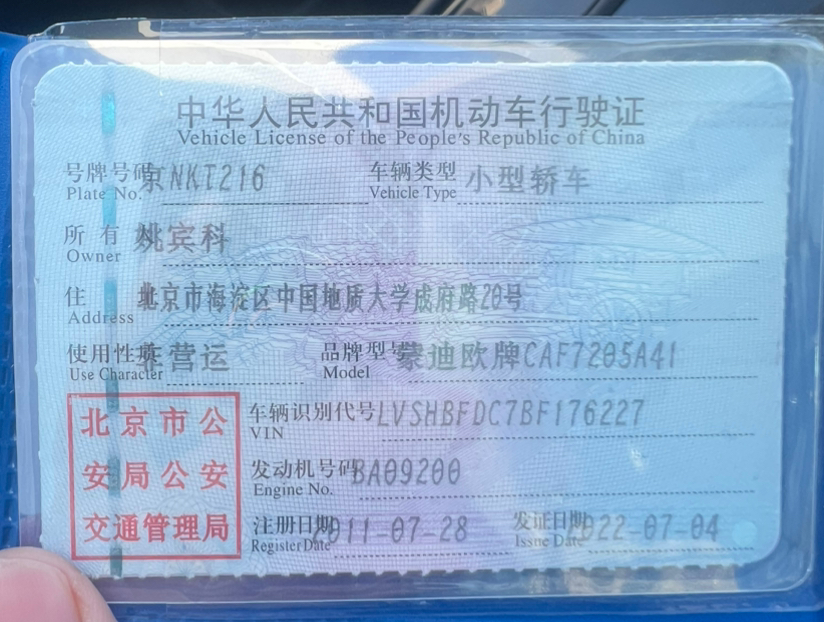 中华人民共和国机动车行驶证
Vehicle License of the People's Republic of China
号牌号码 京NKT216 车辆类型 小型轿车
Plate No. Vehicle Type
所有 姚宾科
Owner
住 北京市海淀区中国地质大学成府路20号
Address
使用性质 非营运 品牌型号 蒙迪欧牌CAF7205A41
Use Character Model
北京市公
安局公安
交通管理局
车辆识别代号 LVSHBFDC7BF176227
VIN
发动机号码 BA09200
Engine No.
注册日期 2011-07-28 发证日期 2022-07-04
Register Date Issue Date